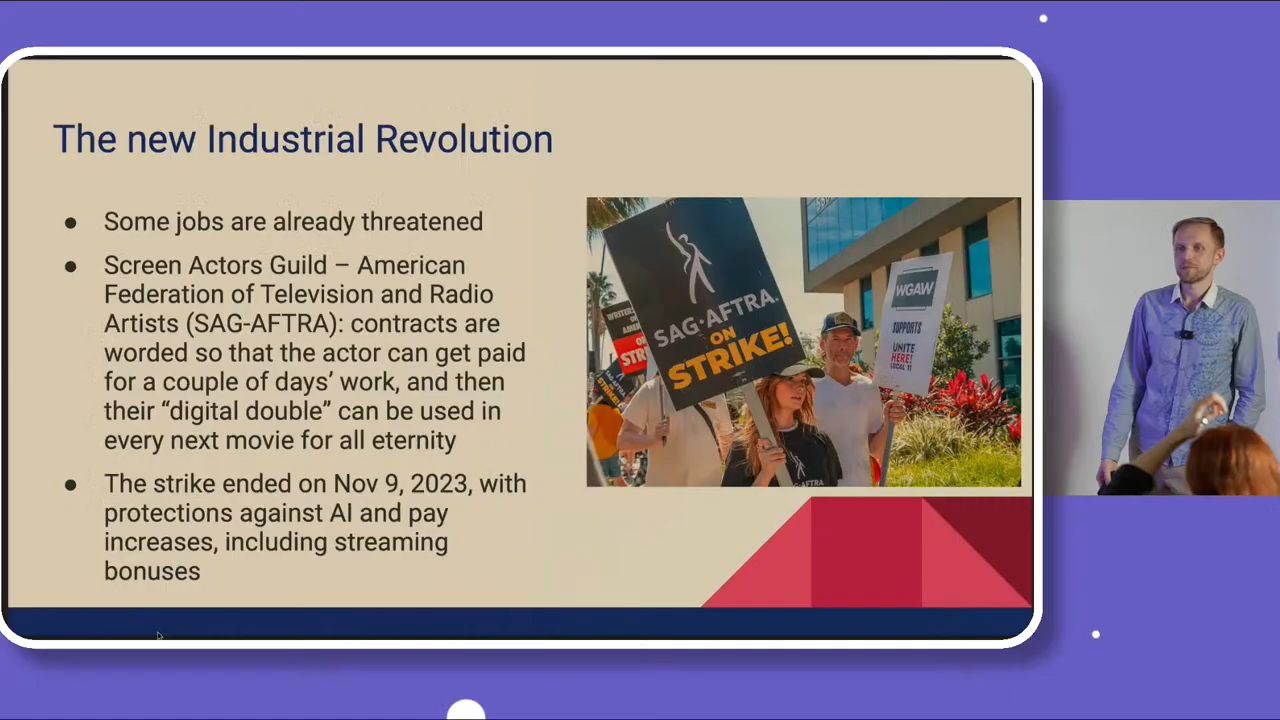 The new Industrial Revolution
● Some jobs are already threatened
● Screen Actors Guild – American
Federation of Television and Radio
Artists (SAG-AFTRA): contracts are
worded so that the actor can get paid
for a couple of days’ work, and then
their “digital double” can be used in
every next movie for all eternity
● The strike ended on Nov 9, 2023, with
protections against AI and pay
increases, including streaming
bonuses
SAG·AFTRA.
ON
STRIKE!
WGAW
SUPPORTS
UNITE
HERE!
LOCAL 11